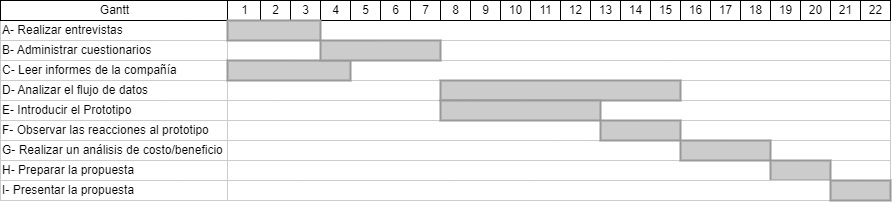 Gantt 1 2 3 4 5 6 7 8 9 10 11 12 13 14 15 16 17 18 19 20 21 22
A- Realizar entrevistas
B- Administrar cuestionarios
C- Leer informes de la compañía
D- Analizar el flujo de datos
E- Introducir el Prototipo
F- Observar las reacciones al prototipo
G- Realizar un análisis de costo/beneficio
H- Preparar la propuesta
I- Presentar la propuesta